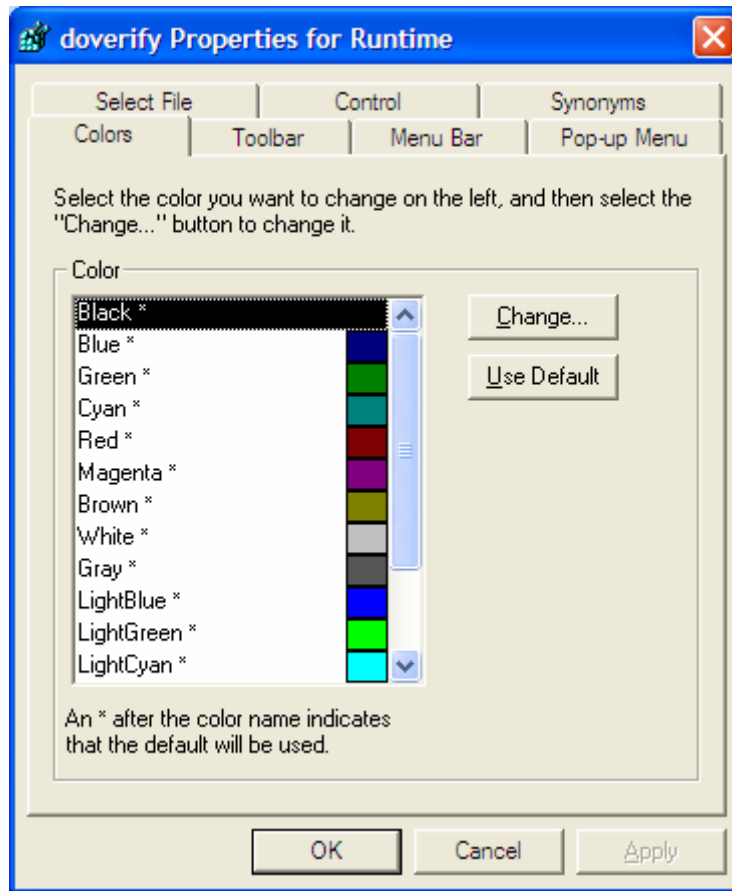 doverify Properties for Runtime
Select File
Control
Synonyms
Colors
Toolbar
Menu Bar
Pop-up Menu
Select the color you want to change on the left, and then select the
"Change..." button to change it.
Color
Black *
Change...
Blue *
Green *
Use Default
Cyan *
Red *
Magenta *
Brown *
White *
Gray *
LightBlue *
LightGreen *
LightCyan *
An * after the color name indicates
that the default will be used.
OK
Cancel
Apply